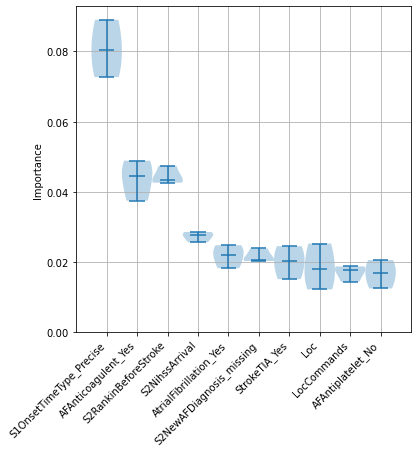 0.08
0.06
0.04
0.02
0.00
Importance
S1OnsetTimeType_Precise
AFAnticoagulent_Yes
S2RankinBeforeStroke
S2NihssArrival
AtrialFibrillation_Yes
S2NewAFDiagnosis_missing
StrokeTIA_Yes
Loc
LocCommands
AFAntiplatelet_No